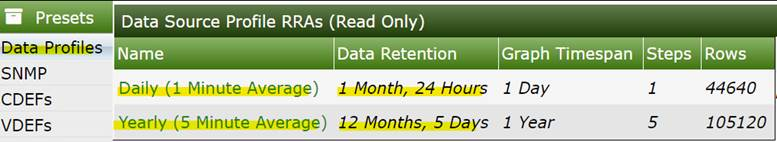 Presets
Data Profiles
SNMP
CDEFs
VDEFs
Data Source Profile RRAs (Read Only)
Name Data Retention Graph Timespan Steps Rows
Daily (1 Minute Average) 1 Month, 24 Hours 1 Day 1 44640
Yearly (5 Minute Average) 12 Months, 5 Days 1 Year 5 105120